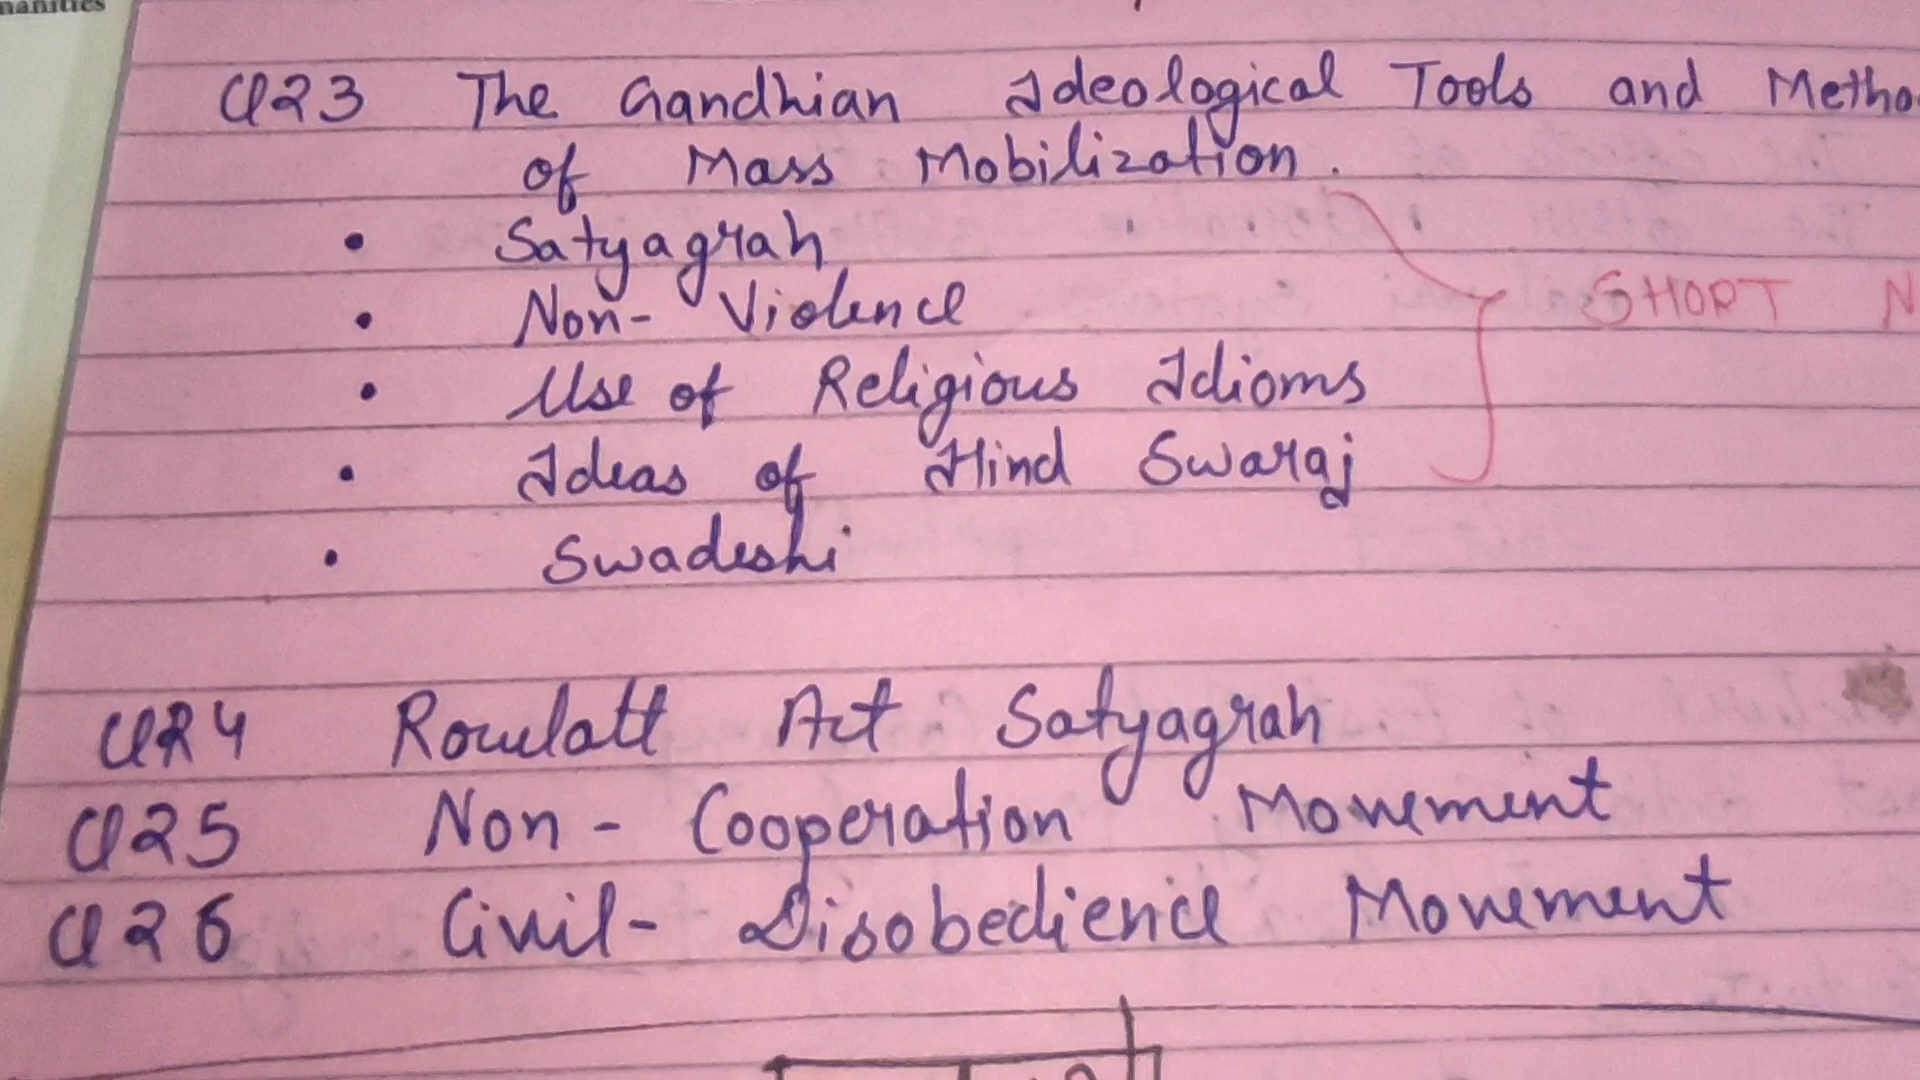 Q23 The Gandhian Ideological Tools and Metho
of Mass Mobilization.
• Satyagrah
• Non-Violence
SHORT N
• Use of Religious Idioms
• Ideas of Hind Swaraj
• Swadeshi
Q24 Rowlatt Act Satyagrah
Q25 Non-Cooperation Movement
Q26 Civil-Disobedience Movement